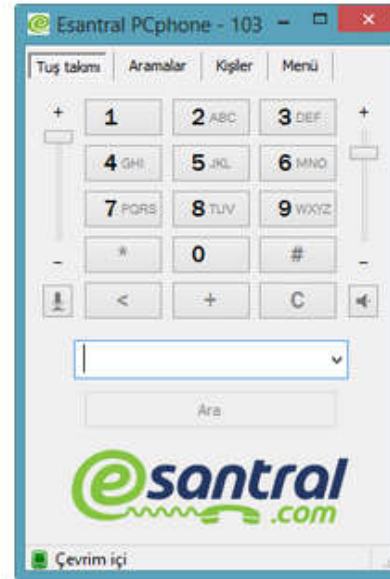 Esantral PCphone - 103
Tuş takımı Aramalar Kişiler Menü
+ 1 2 ABC 3 DEF +
4 GHI 5 JKL 6 MNO
7 PQRS 8 TUV 9 WXYZ
- * 0 # -
< + C
Ara
esantral
.com
Çevrim içi